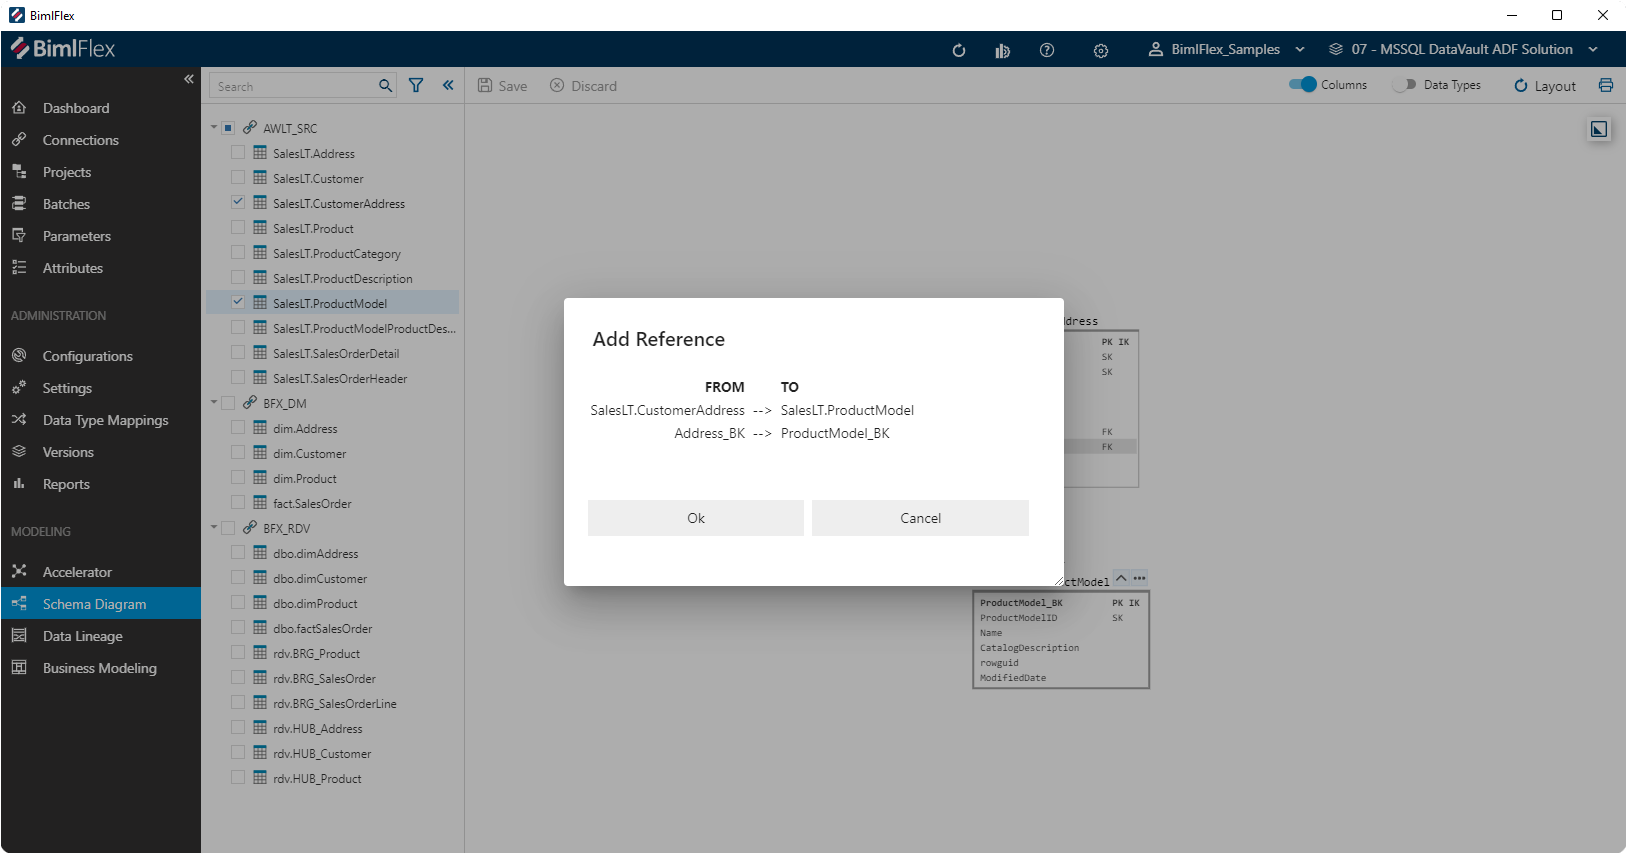 BimlFlex
BimlFlex
BimlFlex_Samples
07 - MSSQL DataVault ADF Solution
Dashboard
Connections
Projects
Batches
Parameters
Attributes
ADMINISTRATION
Configurations
Settings
Data Type Mappings
Versions
Reports
MODELING
Accelerator
Schema Diagram
Data Lineage
Business Modeling
Search
AWLT_SRC
SalesLT.Address
SalesLT.Customer
SalesLT.CustomerAddress
SalesLT.Product
SalesLT.ProductCategory
SalesLT.ProductDescription
SalesLT.ProductModel
SalesLT.ProductModelProductDes...
SalesLT.SalesOrderDetail
SalesLT.SalesOrderHeader
BFX_DM
dim.Address
dim.Customer
dim.Product
fact.SalesOrder
BFX_RDV
dbo.dimAddress
dbo.dimCustomer
dbo.dimProduct
dbo.factSalesOrder
rdv.BRG_Product
rdv.BRG_SalesOrder
rdv.BRG_SalesOrderLine
rdv.HUB_Address
rdv.HUB_Customer
rdv.HUB_Product
Save Discard
Columns Data Types Layout
Add Reference
FROM TO
SalesLT.CustomerAddress --> SalesLT.ProductModel
Address_BK --> ProductModel_BK
Ok Cancel
ddress
PK IK
SK
SK
FK
FK
ctModel
ProductModel_BK PK IK
ProductModelID SK
Name
CatalogDescription
rowguid
ModifiedDate